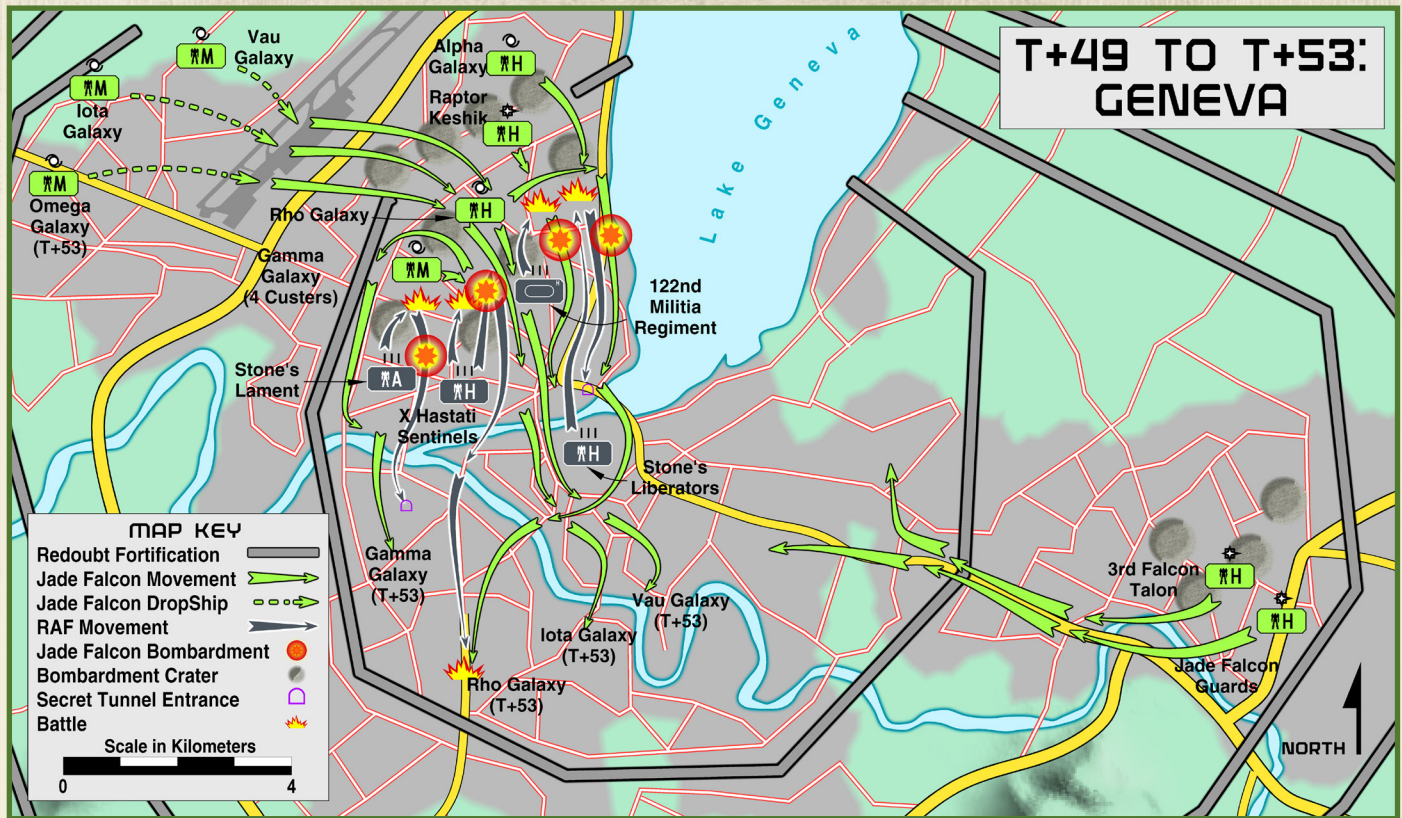 T+49 TO T+53:
GENEVA
Vau
Galaxy
M
Alpha
Galaxy
H
M
Iota
Galaxy
Raptor
Keshik
H
M
Omega
Galaxy
(T+53)
Rho Galaxy
H
Lake Geneva
Gamma
Galaxy
(4 Custers)
M
H
122nd
Militia
Regiment
Stone's
Lament
A
H
X Hastati
Sentinels
H
Stone's
Liberators
Gamma
Galaxy
(T+53)
Vau Galaxy
(T+53)
Iota Galaxy
(T+53)
Rho Galaxy
(T+53)
3rd Falcon
Talon
H
H
Jade Falcon
Guards
NORTH
MAP KEY
Redoubt Fortification
Jade Falcon Movement
Jade Falcon DropShip
RAF Movement
Jade Falcon Bombardment
Bombardment Crater
Secret Tunnel Entrance
Battle
Scale in Kilometers
0 4